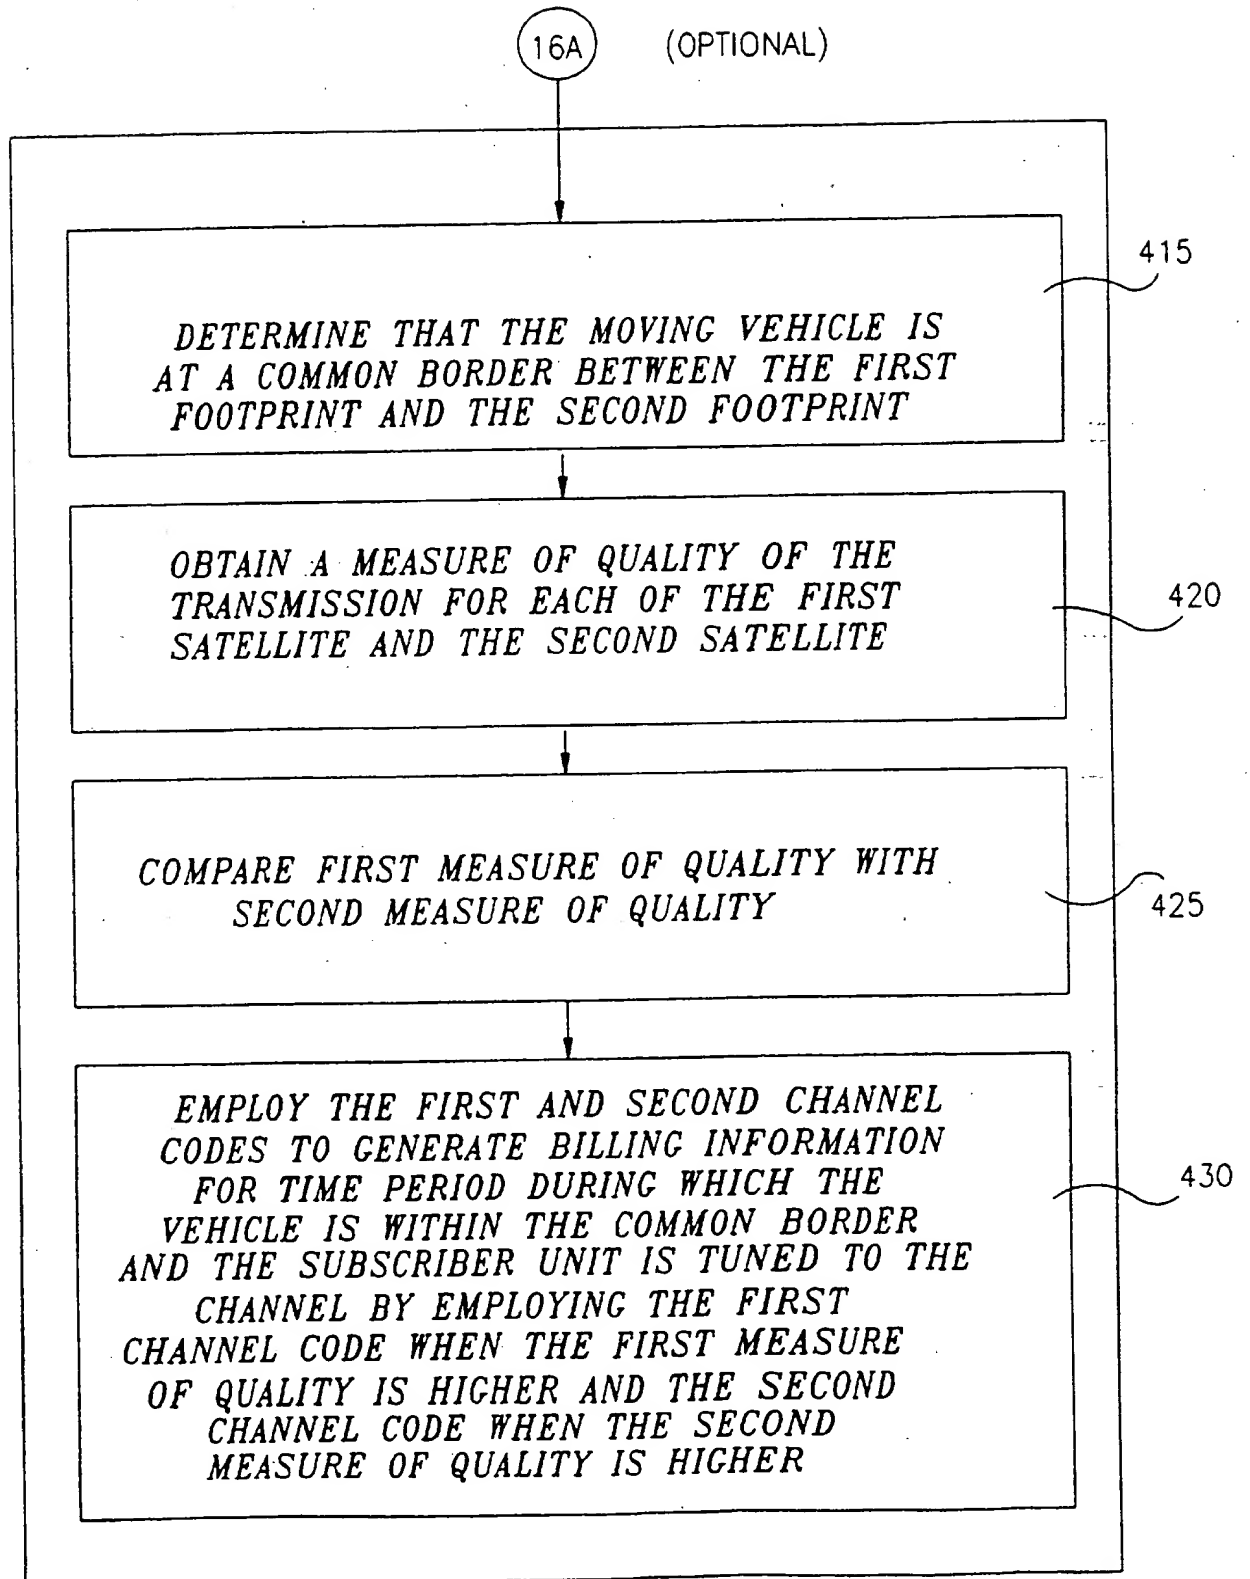 16A (OPTIONAL)
415
DETERMINE THAT THE MOVING VEHICLE IS
AT A COMMON BORDER BETWEEN THE FIRST
FOOTPRINT AND THE SECOND FOOTPRINT
OBTAIN A MEASURE OF QUALITY OF THE
TRANSMISSION FOR EACH OF THE FIRST
SATELLITE AND THE SECOND SATELLITE
420
COMPARE FIRST MEASURE OF QUALITY WITH
SECOND MEASURE OF QUALITY
425
EMPLOY THE FIRST AND SECOND CHANNEL
CODES TO GENERATE BILLING INFORMATION
FOR TIME PERIOD DURING WHICH THE
VEHICLE IS WITHIN THE COMMON BORDER
AND THE SUBSCRIBER UNIT IS TUNED TO THE
CHANNEL BY EMPLOYING THE FIRST
CHANNEL CODE WHEN THE FIRST MEASURE
OF QUALITY IS HIGHER AND THE SECOND
CHANNEL CODE WHEN THE SECOND
MEASURE OF QUALITY IS HIGHER
430